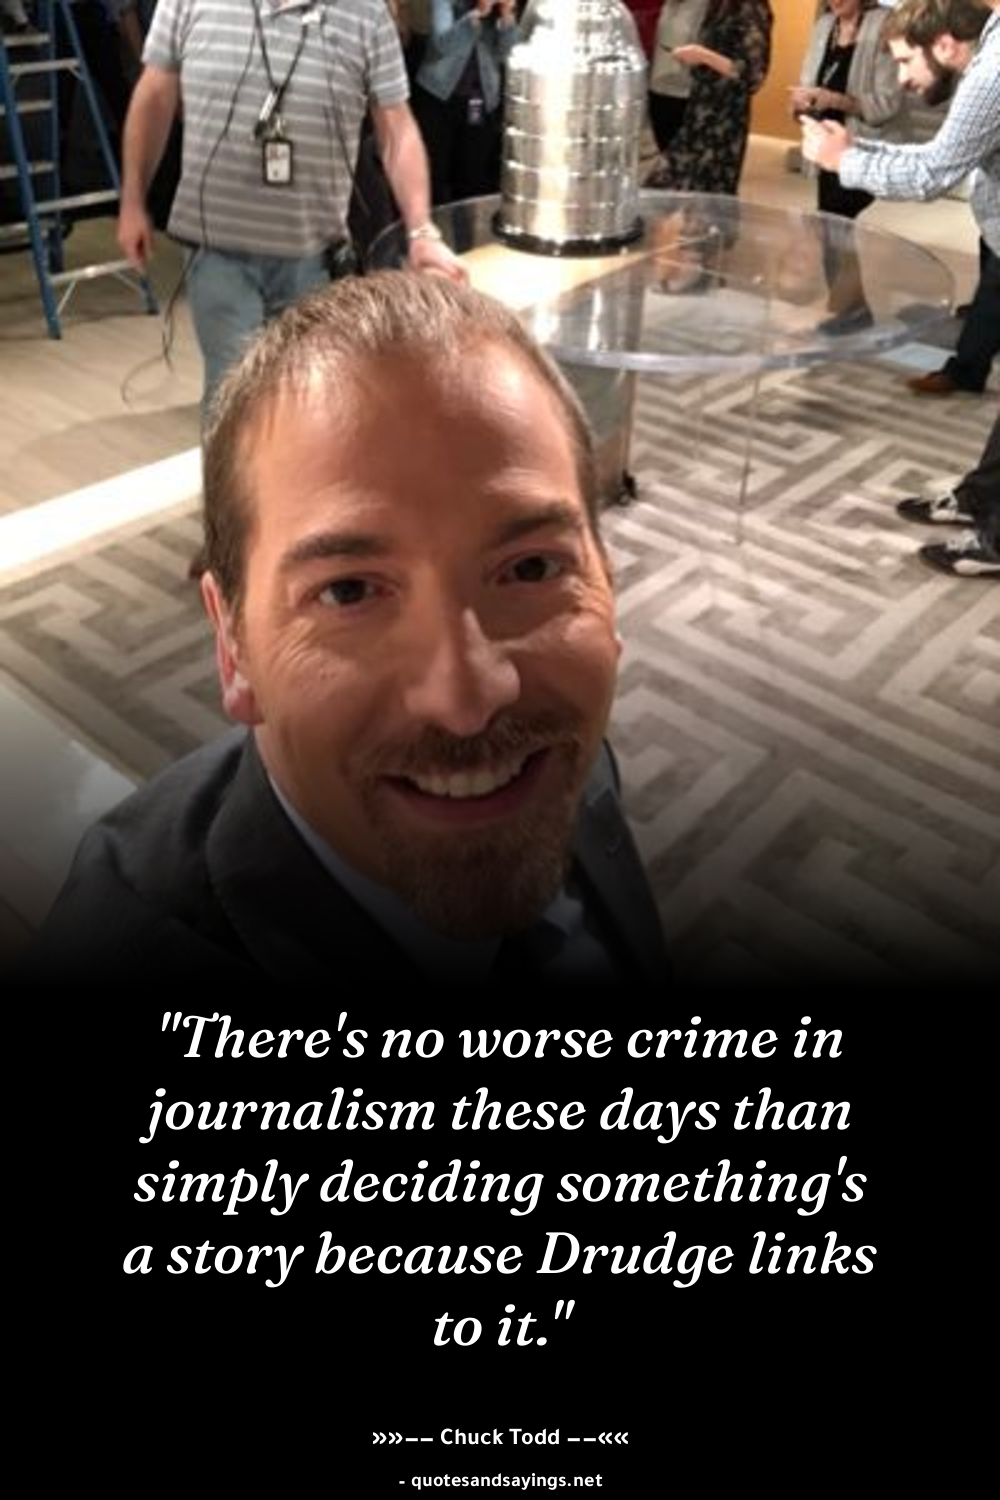 "There's no worse crime in
journalism these days than
simply deciding something's
a story because Drudge links
to it."
»»–– Chuck Todd ––««
- quotesandsayings.net